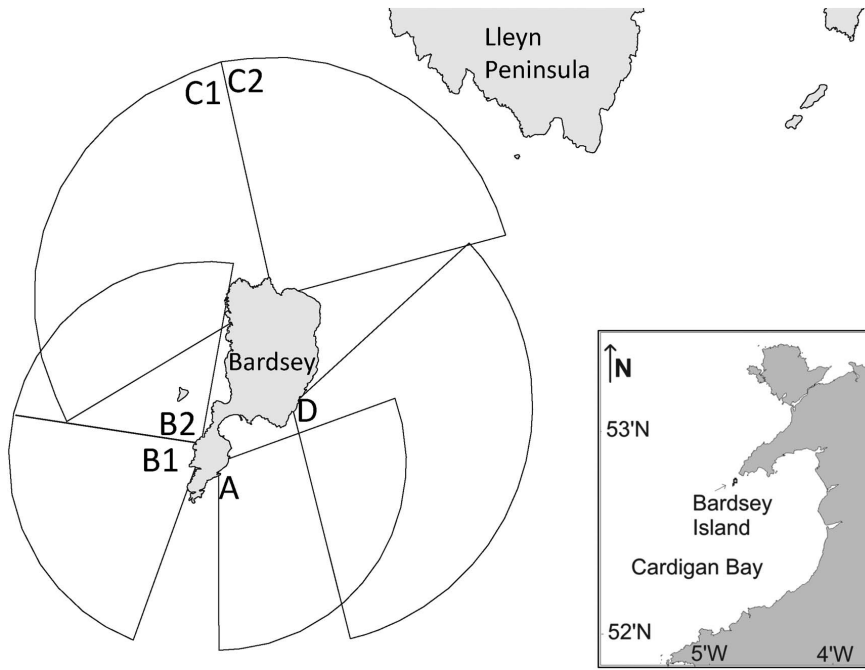 Lleyn
Peninsula
C1 C2
Bardsey
B2
D
B1
A
N
53'N
Bardsey
Island
Cardigan Bay
52'N
5'W
4'W